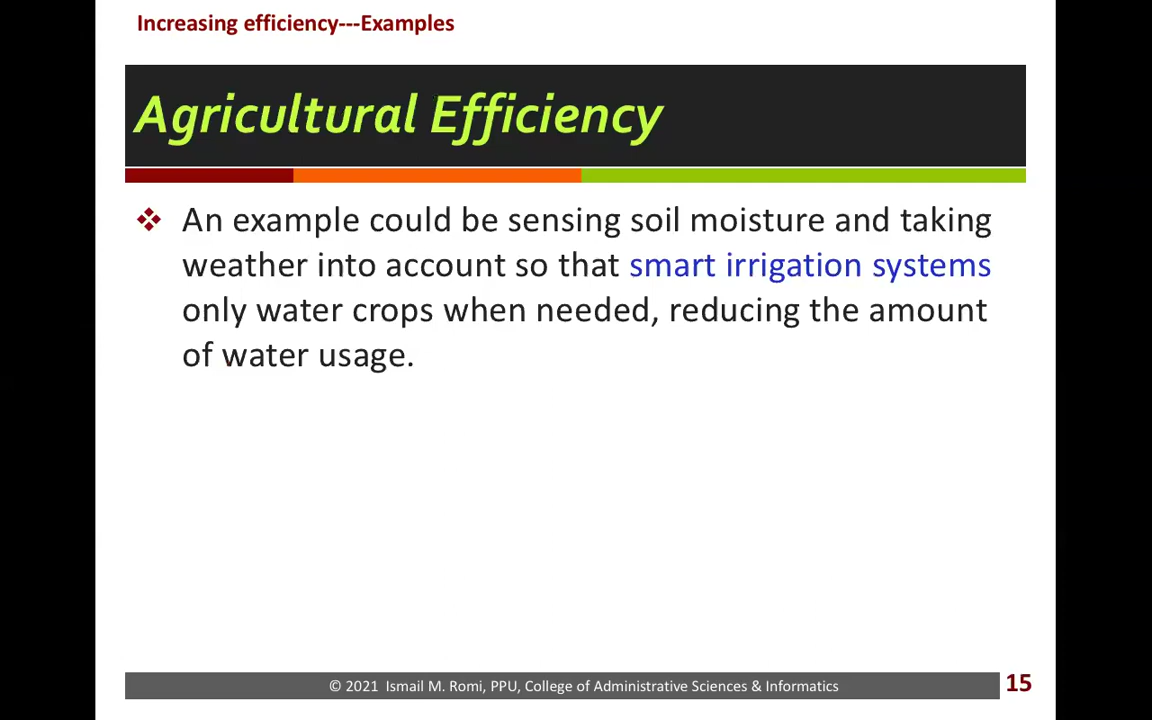 Increasing efficiency---Examples
Agricultural Efficiency
An example could be sensing soil moisture and taking
weather into account so that smart irrigation systems
only water crops when needed, reducing the amount
of water usage.
© 2021 Ismail M. Romi, PPU, College of Administrative Sciences & Informatics
15